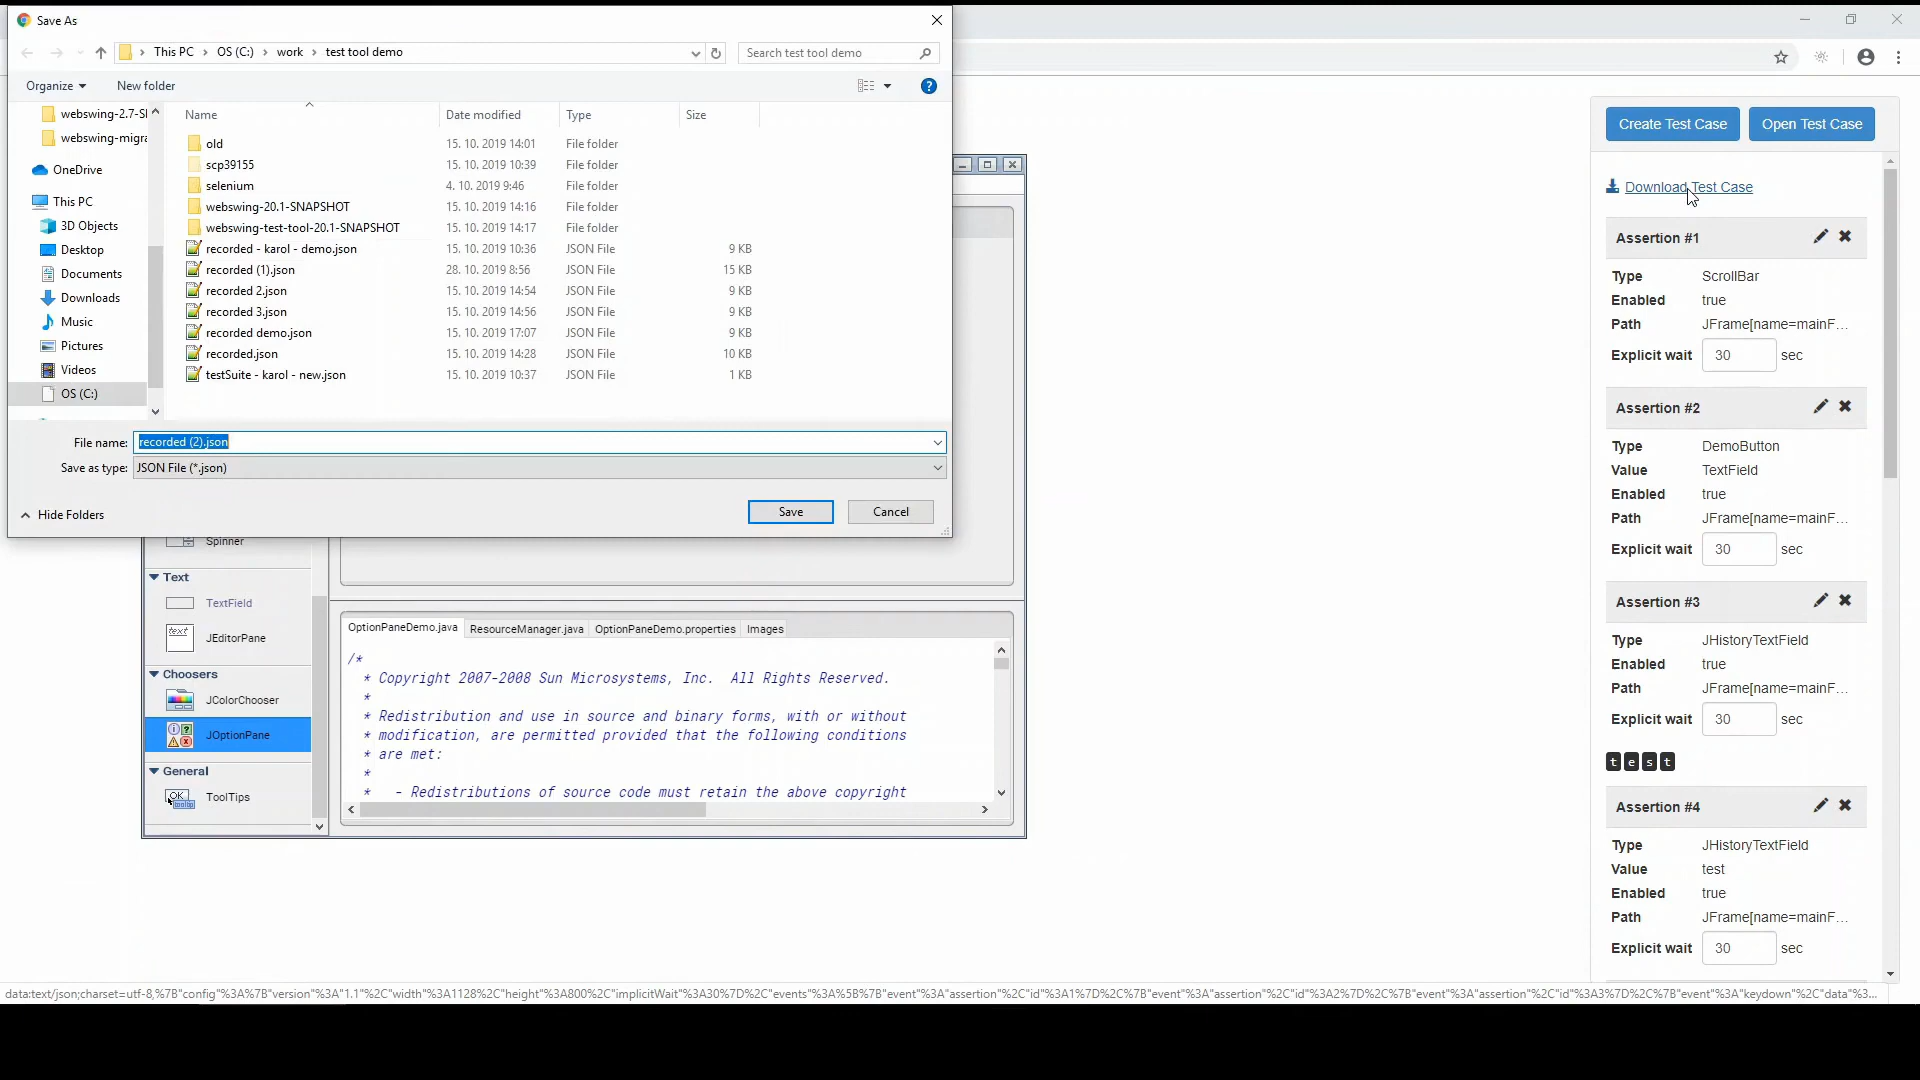 Save As
This PC > OS (C:) > work > test tool demo
Search test tool demo
Organize
New folder
Name
Date modified
Type
Size
webswing-2.7-S
webswing-migra
OneDrive
This PC
3D Objects
Desktop
Documents
Downloads
Music
Pictures
Videos
OS (C:)
old 15. 10. 2019 14:01 File folder
scp39155 15. 10. 2019 10:39 File folder
selenium 4. 10. 2019 9:46 File folder
webswing-20.1-SNAPSHOT 15. 10. 2019 14:16 File folder
webswing-test-tool-20.1-SNAPSHOT 15. 10. 2019 14:17 File folder
recorded - karol - demo.json 15. 10. 2019 10:36 JSON File 9 KB
recorded (1).json 28. 10. 2019 8:56 JSON File 15 KB
recorded 2.json 15. 10. 2019 14:54 JSON File 9 KB
recorded 3.json 15. 10. 2019 14:56 JSON File 9 KB
recorded demo.json 15. 10. 2019 17:07 JSON File 9 KB
recorded.json 15. 10. 2019 14:28 JSON File 10 KB
testSuite - karol - new.json 15. 10. 2019 10:37 JSON File 1 KB
File name: recorded (2).json
Save as type: JSON File (*.json)
Hide Folders
Save
Cancel
Spinner
Text
TextField
text
JEditorPane
Choosers
JColorChooser
JOptionPane
General
OK
tooltip
ToolTips
OptionPaneDemo.java
ResourceManager.java
OptionPaneDemo.properties
Images
/*
* Copyright 2007-2008 Sun Microsystems, Inc. All Rights Reserved.
*
* Redistribution and use in source and binary forms, with or without
* modification, are permitted provided that the following conditions
* are met:
*
* - Redistributions of source code must retain the above copyright
Create Test Case
Open Test Case
Download Test Case
Assertion #1
Type ScrollBar
Enabled true
Path JFrame[name=mainF...
Explicit wait 30 sec
Assertion #2
Type DemoButton
Value TextField
Enabled true
Path JFrame[name=mainF...
Explicit wait 30 sec
Assertion #3
Type JHistoryTextField
Enabled true
Path JFrame[name=mainF...
Explicit wait 30 sec
t e s t
Assertion #4
Type JHistoryTextField
Value test
Enabled true
Path JFrame[name=mainF...
Explicit wait 30 sec
data:text/json;charset=utf-8,%7B"config"%3A%7B"version"%3A"1.1"%2C"width"%3A1128%2C"height"%3A800%2C"implicitWait"%3A30%7D%2C"events"%3A%5B%7B"event"%3A"assertion"%2C"id"%3A1%7D%2C%7B"event"%3A"assertion"%2C"id"%3A2%7D%2C%7B"event"%3A"assertion"%2C"id"%3A3%7D%2C%7B"event"%3A"keydown"%2C"data"%3...